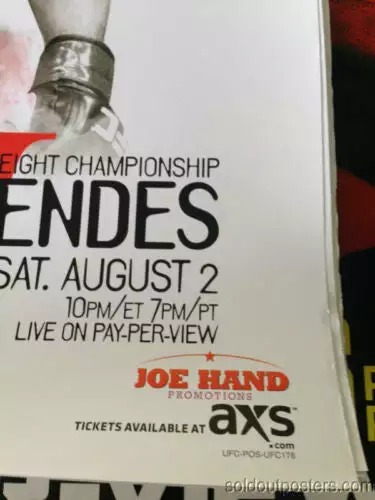 EIGHT CHAMPIONSHIP
ENDES
SAT. AUGUST 2
10PM/ET 7PM/PT
LIVE ON PAY-PER-VIEW
JOE HAND
PROMOTIONS
TICKETS AVAILABLE AT axs™
.com
UFC-POS-UFC176
soldoutposters.com